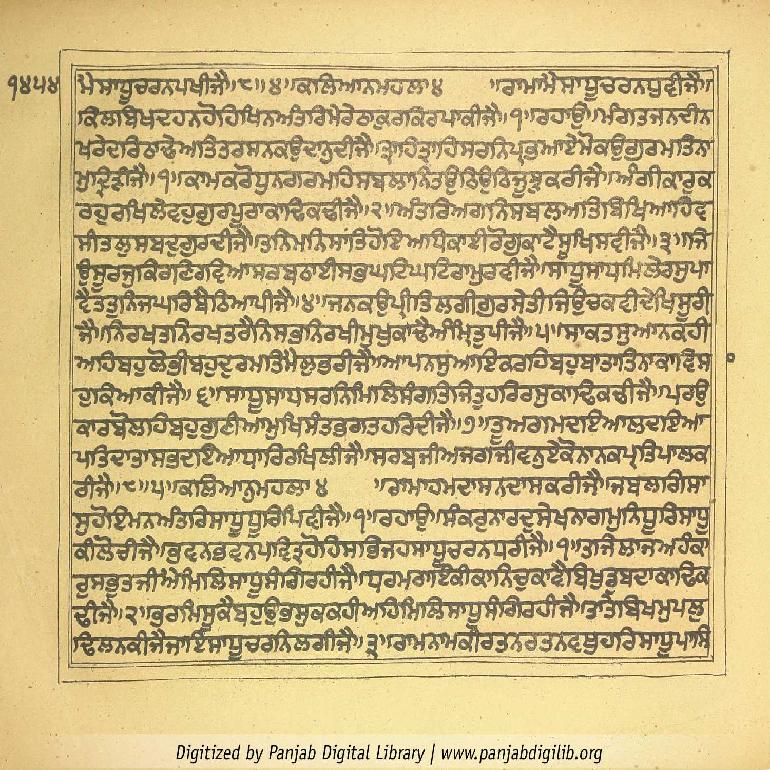 ੧੪੫੪
ਮੈਸਾਧੂਚਰਨਪਖੀਜੈ॥੮॥੪॥ਕਲਿਆਨਮਹਲਾ੪ ॥ਰਾਮਾਮੈਸਾਧੂਚਰਨਧੁਵੀਜੈ॥
ਕਿਲਬਿਖਦਹਨਹੋਹਿਖਿਨਅੰਤਰਿਮੇਰੇਠਾਕੁਰਕਿਰਪਾਕੀਜੈ॥੧॥ਰਹਾਉ॥ਮੰਗਤਜਨਦੀਨ
ਖਰੇਦਰਿਠਾਢੇਅਤਿਤਰਸਨਕਉਦਾਨੁਦੀਜੈ॥ਤ੍ਰਾਹਿਤ੍ਰਾਹਿਸਰਨਿਪ੍ਰਭਆਏਮੋਕਉਗੁਰਮਤਿਨਾ
ਮੁਦ੍ਰਿੜੀਜੈ॥੧॥ਕਾਮਕਰੋਧੁਨਗਰਮਹਿਸਬਲਾਨਿਤਉਠਿਉਠਿਜੂਝੁਕਰੀਜੈ॥ਅੰਗੀਕਾਰੁਕ
ਰਹੁਰਖਿਲੇਵਹੁਗੁਰਪੂਰਾਕਾਢਿਕਢੀਜੈ॥੨॥ਅੰਤਰਿਅਗਨਿਸਬਲਅਤਿਬਿਖਿਆਹਿਵ
ਸੀਤਲੁਸਬਦੁਗੁਰਦੀਜੈ॥ਤਨਿਮਨਿਸਾਂਤਿਹੋਇਅਧਿਕਾਈਰੋਗੁਕਾਟੈਸੂਖਿਸਵੀਜੈ॥੩॥ਜਿ
ਉਸੂਰਜੁਕਿਰਣਿਰਵਿਆਸਰਬਠਾਈਸਭਘਟਿਘਟਿਰਾਮੁਰਵੀਜੈ॥ਸਾਧੂਸਾਧਮਿਲੇਰਸੁਪਾ
ਵੈਤਤੁਨਿਜਘਰਿਬੈਠਿਆਪੀਜੈ॥੪॥ਜਨਕਉਪ੍ਰੀਤਿਲਗੀਗੁਰਸੇਤੀਜਿਉਚਕਵੀਦੇਖਿਸੂਰੀ
ਜੈ॥ਨਿਰਖਤਨਿਰਖਤਰੈਨਿਸਭਨਿਰਖੀਮੁਖੁਕਾਢੈਅੰਮ੍ਰਿਤੁਪੀਜੈ॥੫॥ਸਾਕਤਸੁਆਨਕਹੀ
ਅਹਿਬਹੁਲੋਭੀਬਹੁਦੁਰਮਤਿਮੈਲੁਭਰੀਜੈ॥ਆਪਨਸੁਆਇਕਰਹਿਬਹੁਬਾਤਾਤਿਨਾਕਾਵਿਸਾ
ਹੁਕਿਆਕੀਜੈ॥੬॥ਸਾਧੂਸਾਧਸਰਨਿਮਿਲਿਸੰਗਤਿਜਿਤੁਹਰਿਰਸੁਕਾਢਿਕਢੀਜੈ॥ਪਰਉ
ਕਾਰਬੋਲਹਿਬਹੁਗੁਣੀਆਮੁਖਿਸੰਤਭਗਤਹਰਿਦੀਜੈ॥੭॥ਤੂਅਗਮਦਇਆਲਦਇਆ
ਪਤਿਦਾਤਾਸਭਦਇਆਧਾਰਿਰਖਿਲੀਜੈ॥ਸਰਬਜੀਅਜਗਜੀਵਨੁਏਕੋਨਾਨਕਪ੍ਰਤਿਪਾਲਕ
ਰੀਜੈ॥੮॥੫॥ਕਲਿਆਨੁਮਹਲਾ੪ ॥ਰਾਮਾਹਮਦਾਸਨਦਾਸਕਰੀਜੈ॥ਜਬਲਗਿਸਾ
ਸੁਹੋਇਮਨਅੰਤਰਿਸਾਧੂਧੂਰਿਪਿਵੀਜੈ॥੧॥ਰਹਾਉ॥ਸੰਕਰੁਨਾਰਦੁਸੇਖਨਾਗਮੁਨਿਧੂਰਿਸਾਧੂ
ਕੀਲੋਚੀਜੈ॥ਭਵਨਭਵਨਪਵਿਤੁਹੋਹਿਸਭਿਜਹਸਾਧੂਚਰਨਧਰੀਜੈ॥੧॥ਤਜਿਲਾਜਅਹੰਕਾ
ਰੁਸਭੁਤਜੀਐਮਿਲਿਸਾਧੂਸੰਗਿਰਹੀਜੈ॥ਧਰਮਰਾਇਕੀਕਾਨਿਚੁਕਾਵੈਬਿਖੁਡੁਬਦਾਕਾਢਿਕ
ਢੀਜੈ॥੨॥ਭਰਮਿਸੂਕੈਬਹੁਉਭਸੁਕਕਹੀਅਹਿਮਿਲਿਸਾਧੂਸੰਗਿਰਹੀਜੈ॥ਤਾਤੇਬਿਖਮੁਪਲੁ
ਢਿਲਨਕੀਜੈਜਾਇਸਾਧੂਚਰਨਿਲਗੀਜੈ॥੩॥ਰਾਮਨਾਮਕੀਰਤਨਰਤਨਵਥੁਹਰਿਸਾਧੂਪਾਸਿ
Digitized by Panjab Digital Library | www.panjabdigilib.org